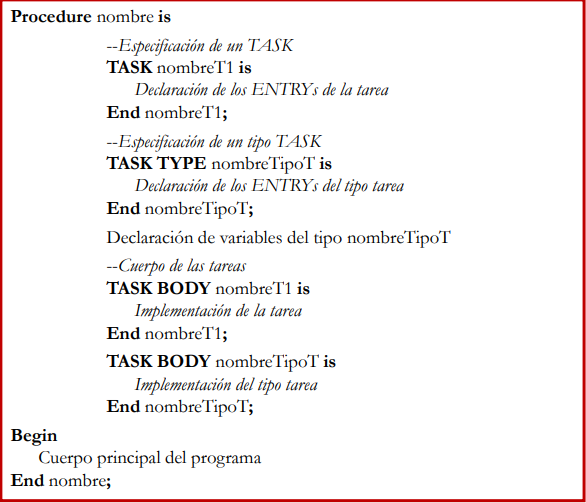 Procedure nombre is
--Especificación de un TASK
TASK nombreT1 is
Declaración de los ENTRYs de la tarea
End nombreT1;
--Especificación de un tipo TASK
TASK TYPE nombreTipoT is
Declaración de los ENTRYs del tipo tarea
End nombreTipoT;
Declaración de variables del tipo nombreTipoT
--Cuerpo de las tareas
TASK BODY nombreT1 is
Implementación de la tarea
End nombreT1;
TASK BODY nombreTipoT is
Implementación del tipo tarea
End nombreTipoT;
Begin
Cuerpo principal del programa
End nombre;